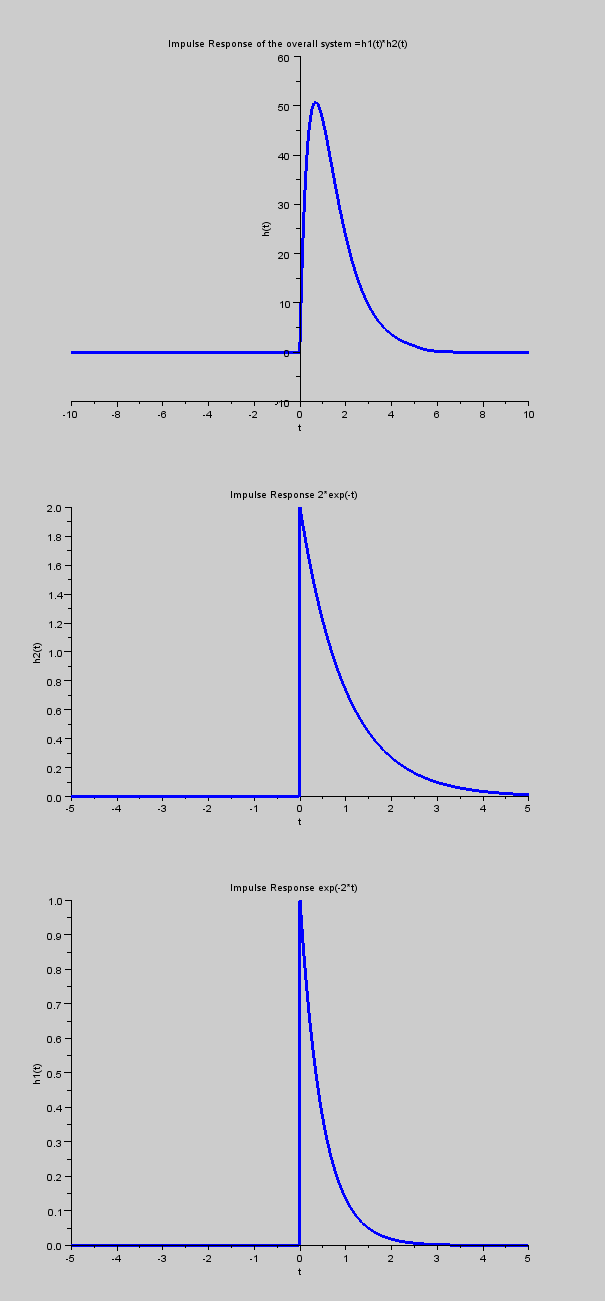 Impulse Response of the overall system =h1(t)*h2(t)
60
50
40
30
20
10
0
-10
h(t)
-10 -8 -6 -4 -2 0 2 4 6 8 10
t
Impulse Response 2*exp(-t)
2.0
1.8
1.6
1.4
1.2
1.0
0.8
0.6
0.4
0.2
0.0
h2(t)
-5 -4 -3 -2 -1 0 1 2 3 4 5
t
Impulse Response exp(-2*t)
1.0
0.9
0.8
0.7
0.6
0.5
0.4
0.3
0.2
0.1
0.0
h1(t)
-5 -4 -3 -2 -1 0 1 2 3 4 5
t